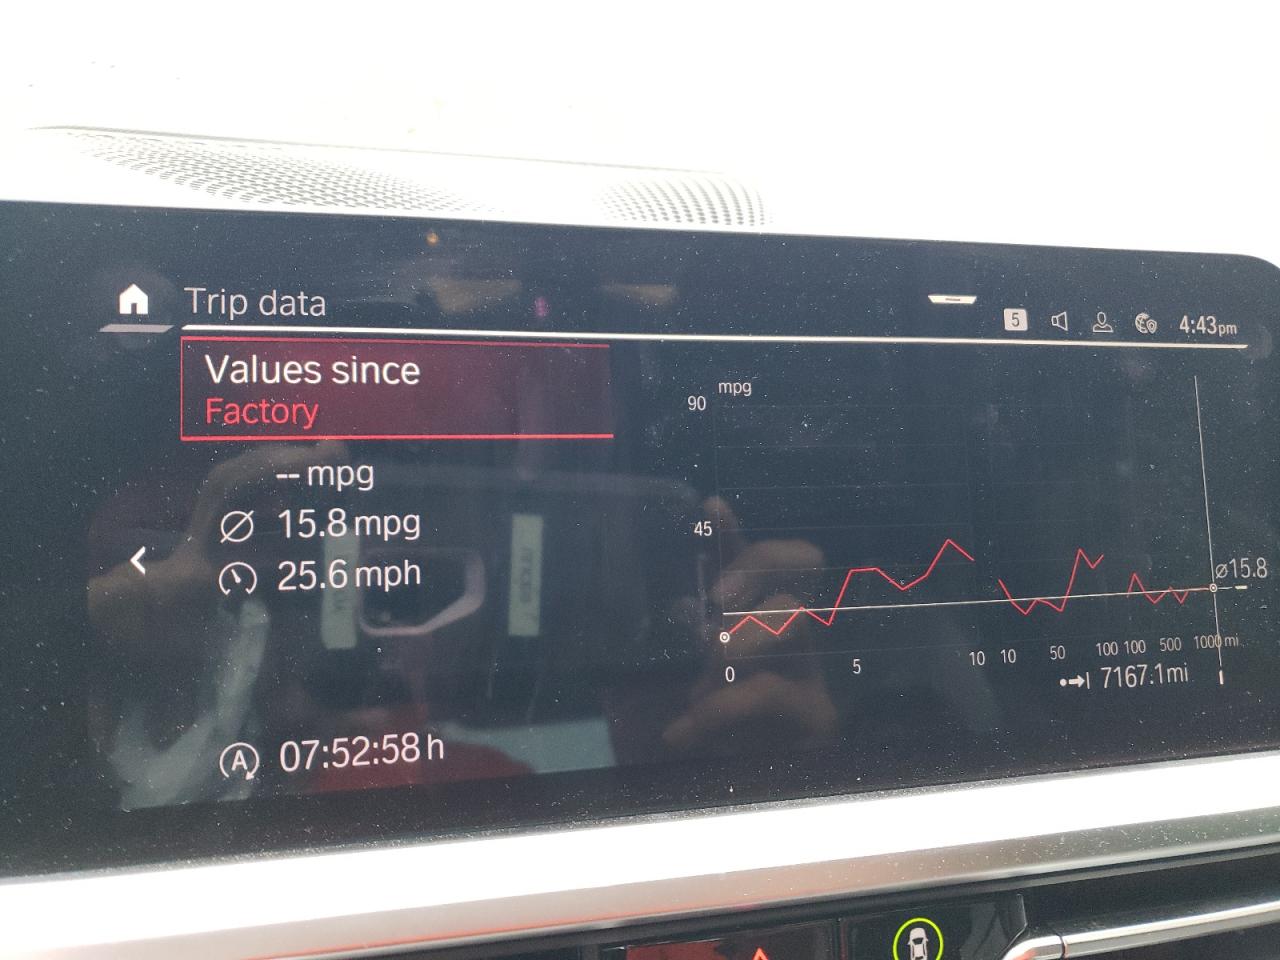 Trip data
5
4:43pm
Values since
Factory
-- mpg
Ø 15.8 mpg
25.6 mph
A 07:52:58 h
mpg
90
45
ø15.8
0 5 10 10 50 100 100 500 1000 mi
7167.1mi